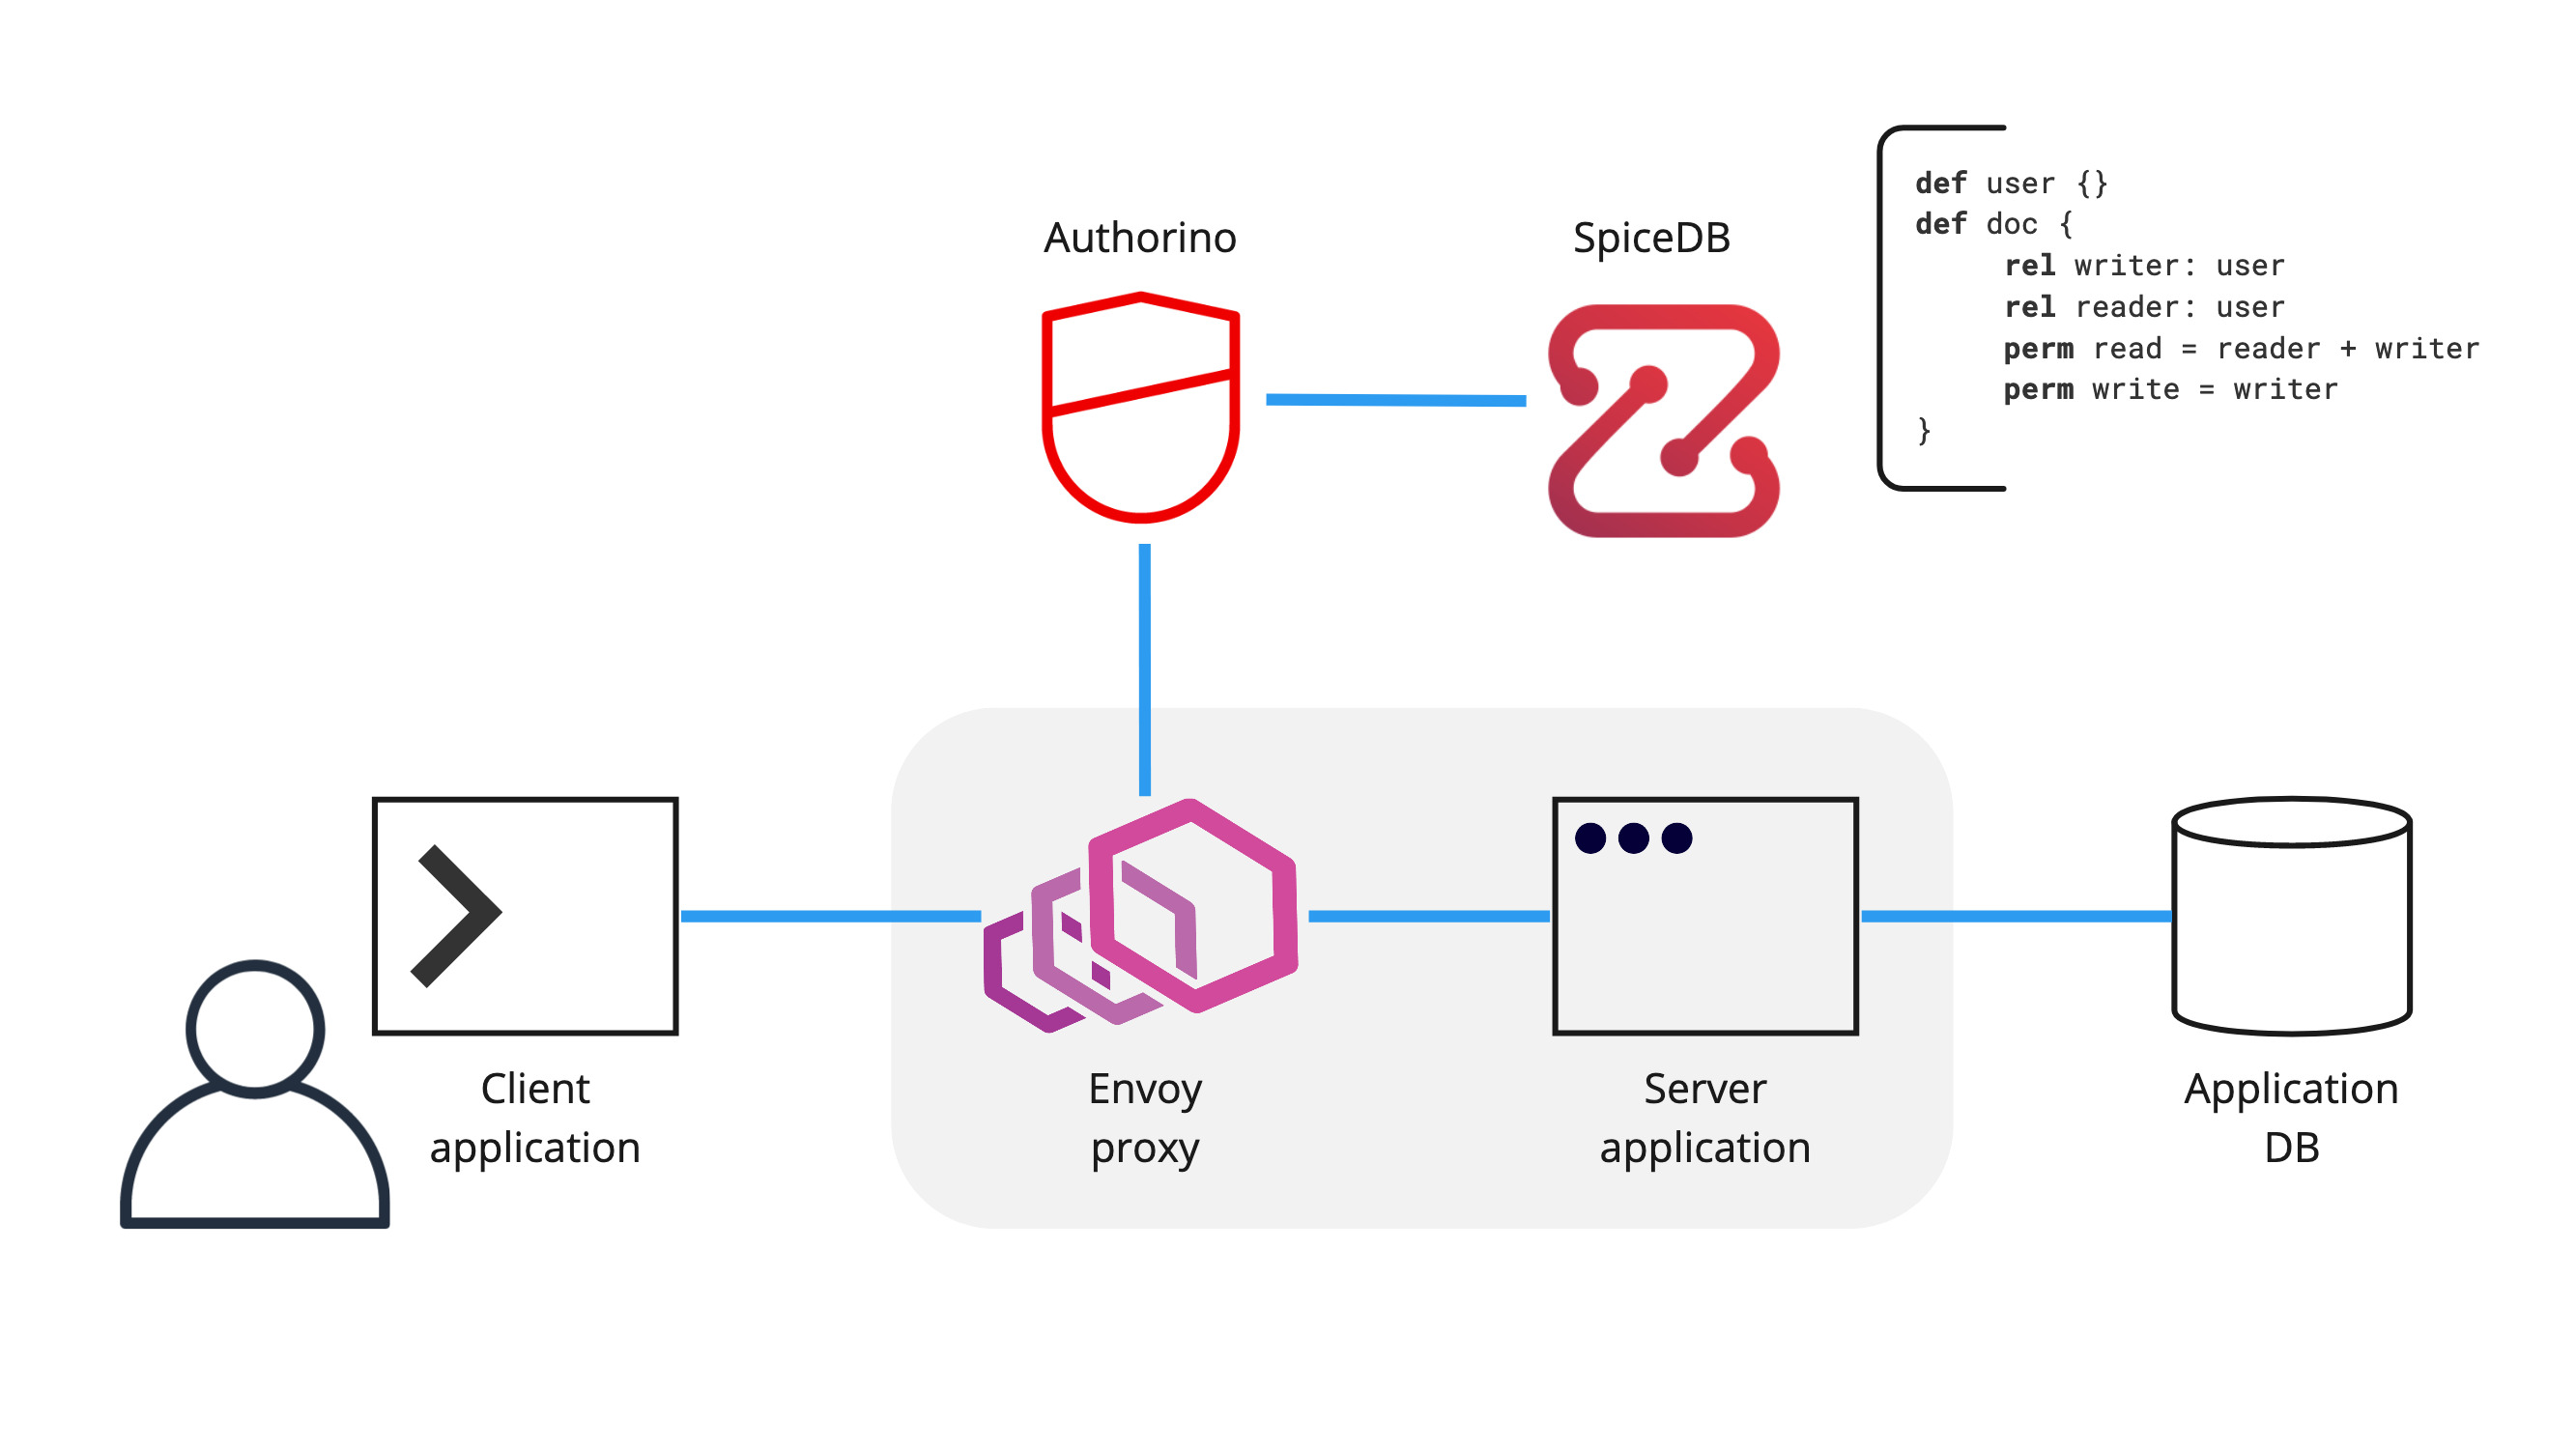 def user {}
def doc {
rel writer: user
rel reader: user
perm read = reader + writer
perm write = writer
}
Authorino
SpiceDB
Client
application
Envoy
proxy
Server
application
Application
DB